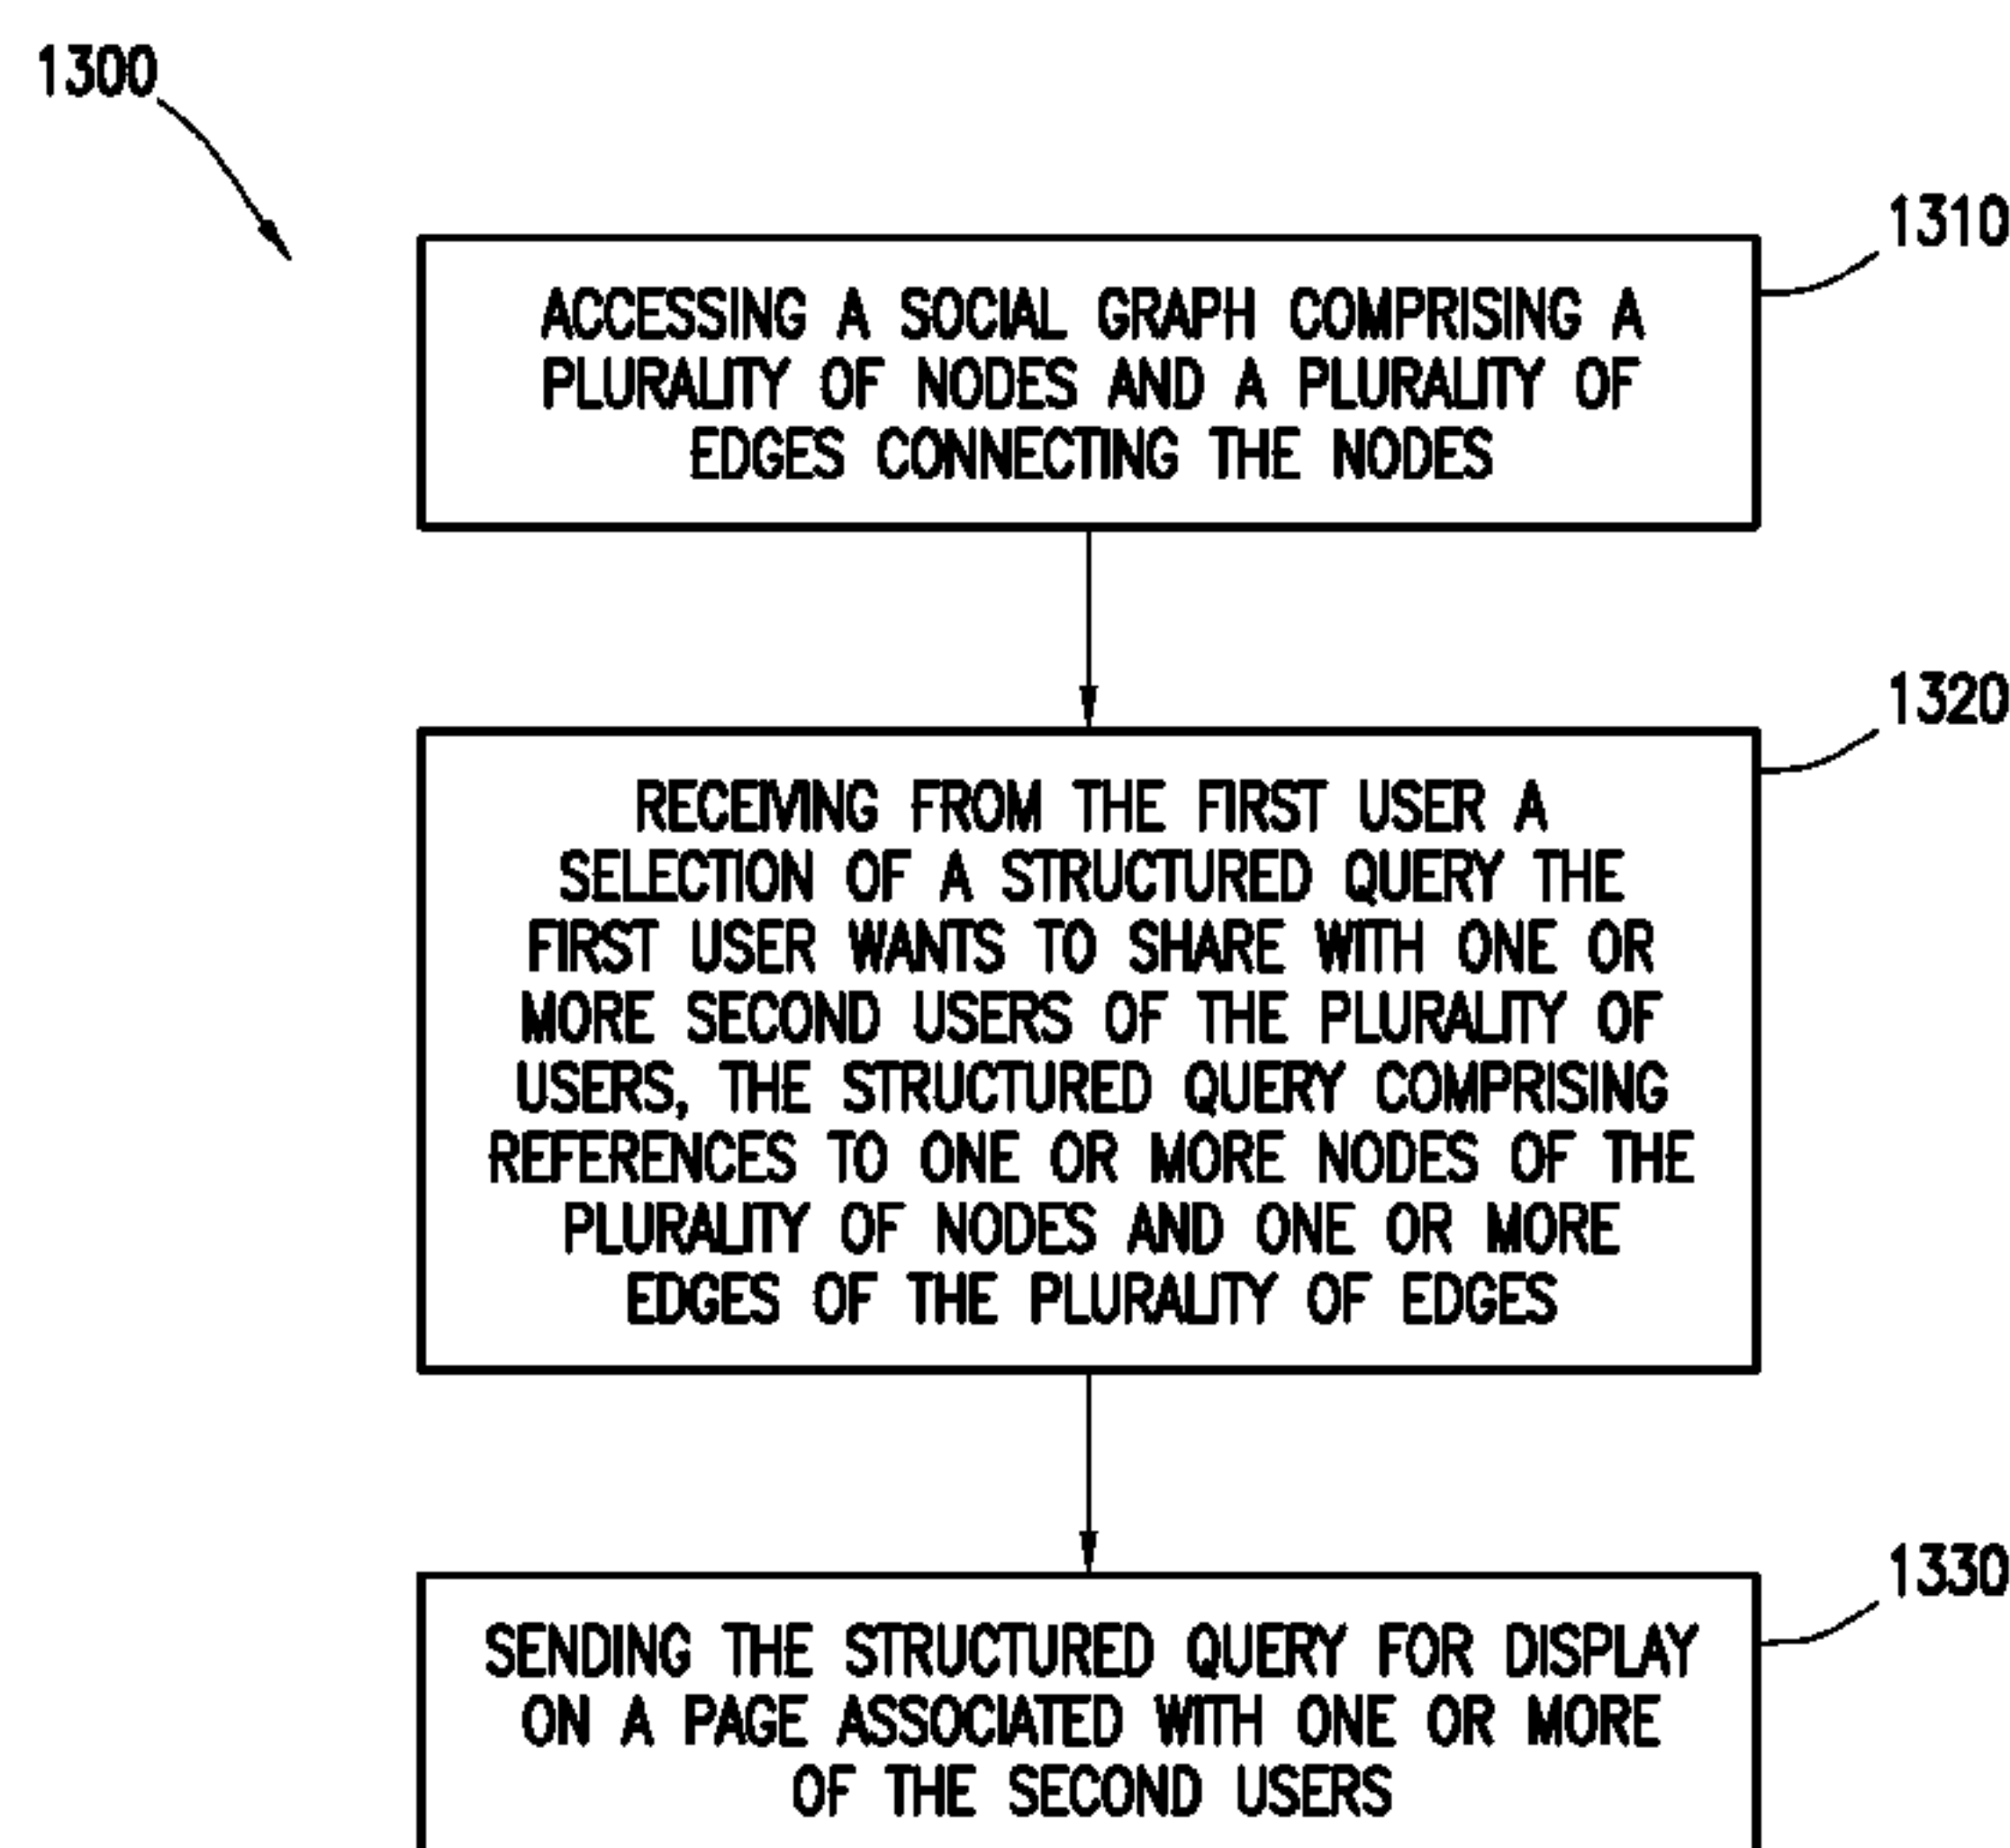 1300
1310
ACCESSING A SOCIAL GRAPH COMPRISING A
PLURALITY OF NODES AND A PLURALITY OF
EDGES CONNECTING THE NODES
1320
RECEIVING FROM THE FIRST USER A
SELECTION OF A STRUCTURED QUERY THE
FIRST USER WANTS TO SHARE WITH ONE OR
MORE SECOND USERS OF THE PLURALITY OF
USERS, THE STRUCTURED QUERY COMPRISING
REFERENCES TO ONE OR MORE NODES OF THE
PLURALITY OF NODES AND ONE OR MORE
EDGES OF THE PLURALITY OF EDGES
1330
SENDING THE STRUCTURED QUERY FOR DISPLAY
ON A PAGE ASSOCIATED WITH ONE OR MORE
OF THE SECOND USERS